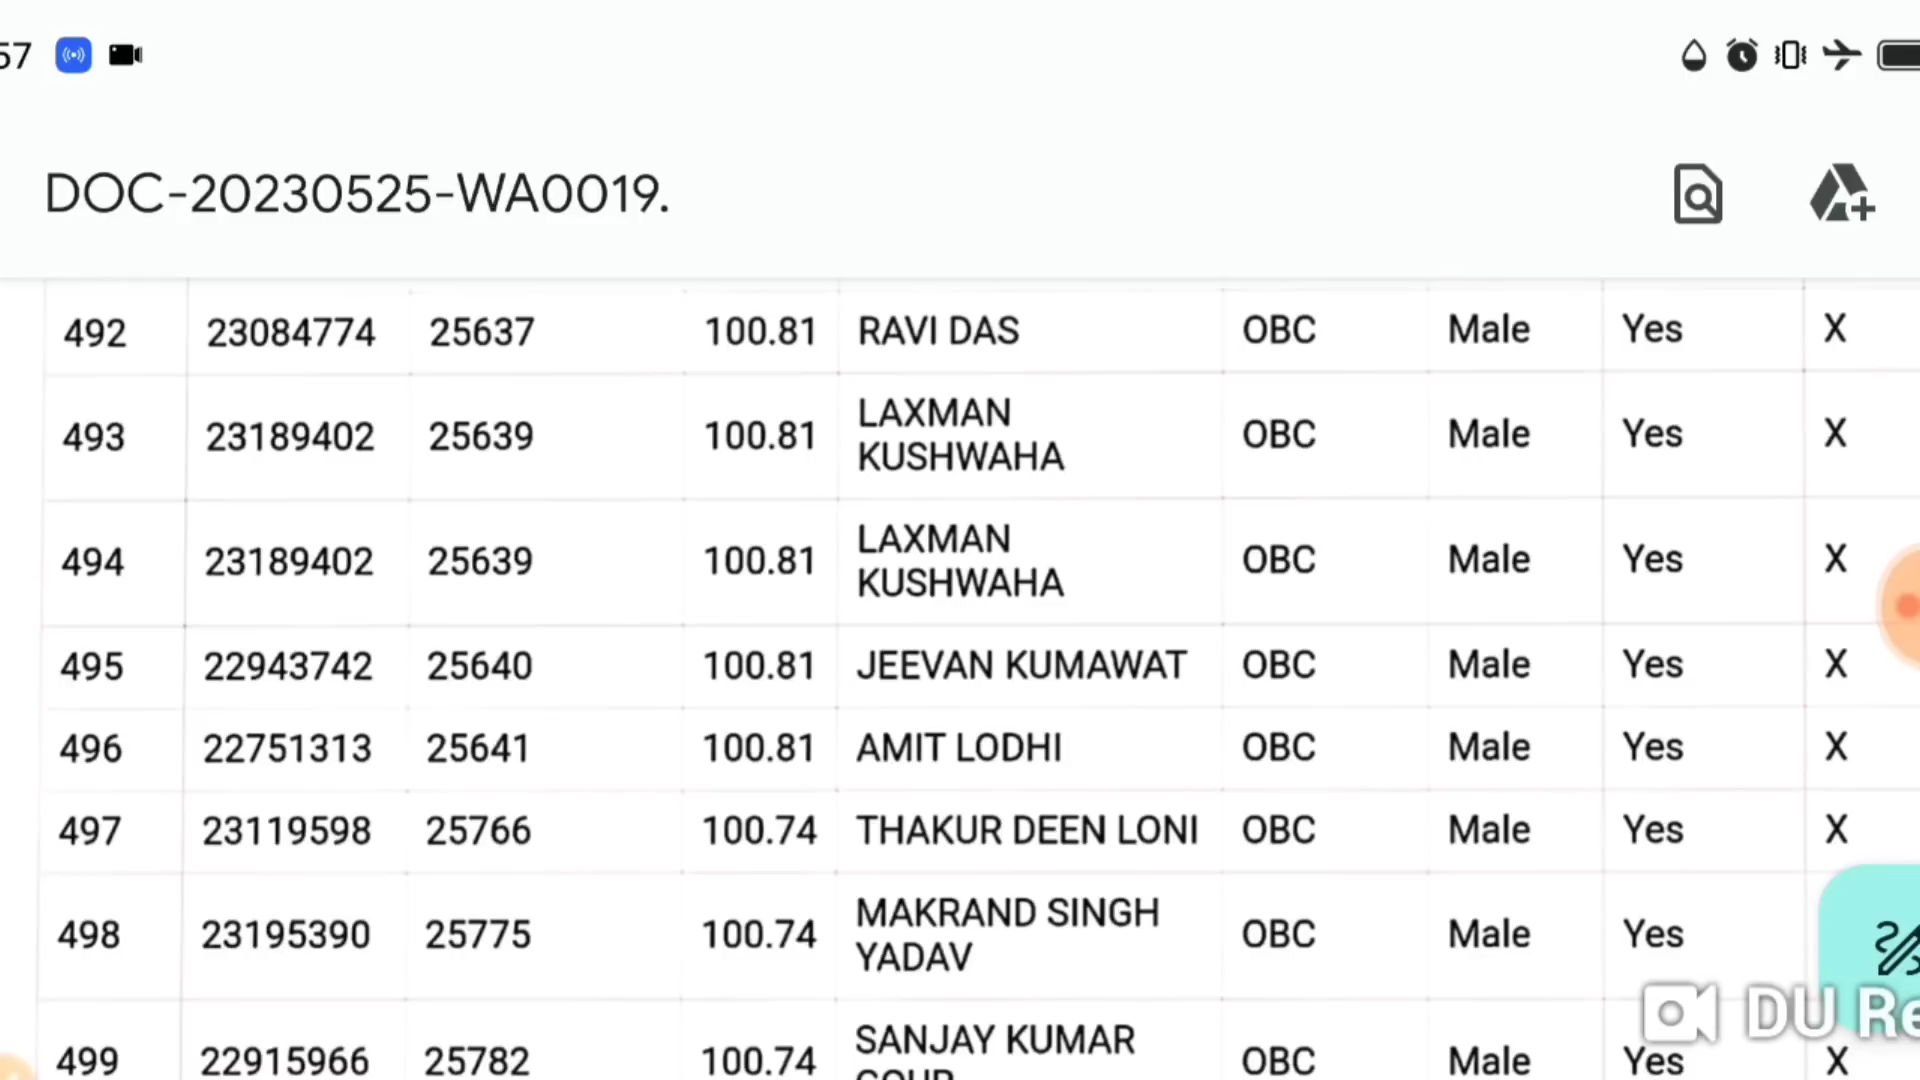 57
DOC-20230525-WA0019.
492 23084774 25637 100.81 RAVI DAS OBC Male Yes X
493 23189402 25639 100.81 LAXMAN KUSHWAHA OBC Male Yes X
494 23189402 25639 100.81 LAXMAN KUSHWAHA OBC Male Yes X
495 22943742 25640 100.81 JEEVAN KUMAWAT OBC Male Yes X
496 22751313 25641 100.81 AMIT LODHI OBC Male Yes X
497 23119598 25766 100.74 THAKUR DEEN LONI OBC Male Yes X
498 23195390 25775 100.74 MAKRAND SINGH YADAV OBC Male Yes
499 22915966 25782 100.74 SANJAY KUMAR OBC Male Yes X
DU Re